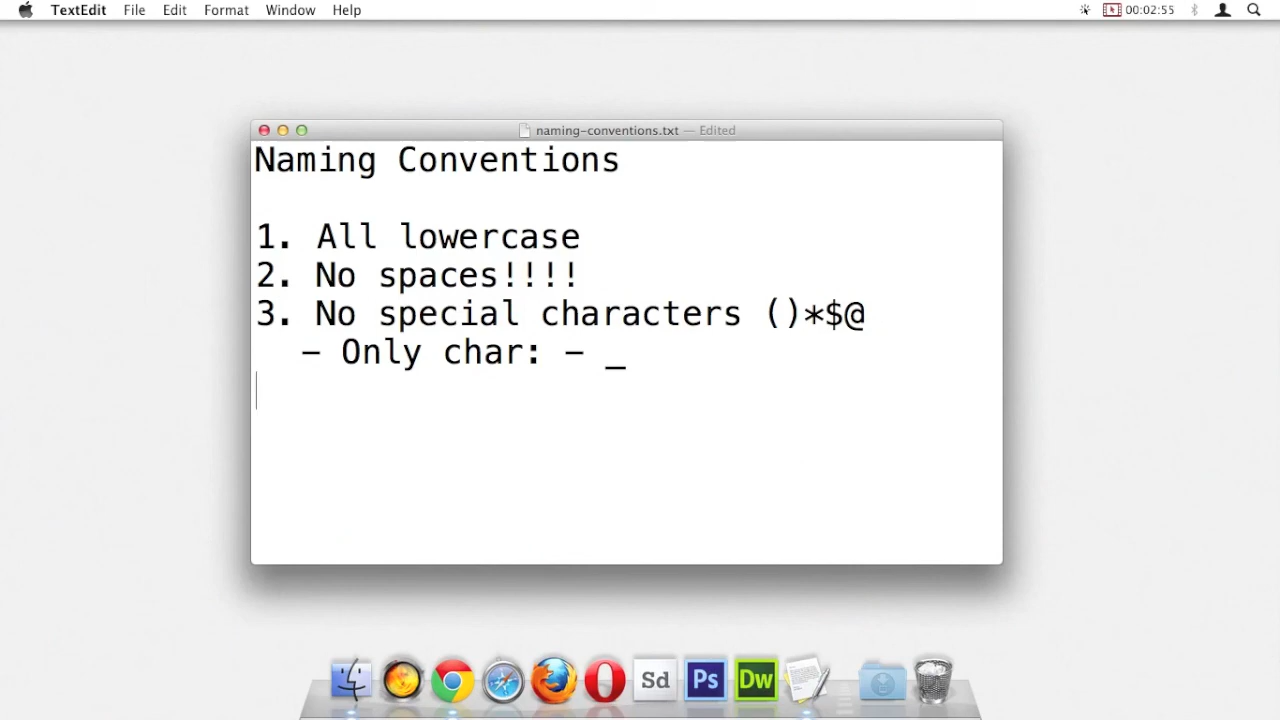 TextEdit File Edit Format Window Help 00:02:55
naming-conventions.txt — Edited
Naming Conventions
1. All lowercase
2. No spaces!!!!
3. No special characters ()*$@
- Only char: - _
Sd Ps Dw